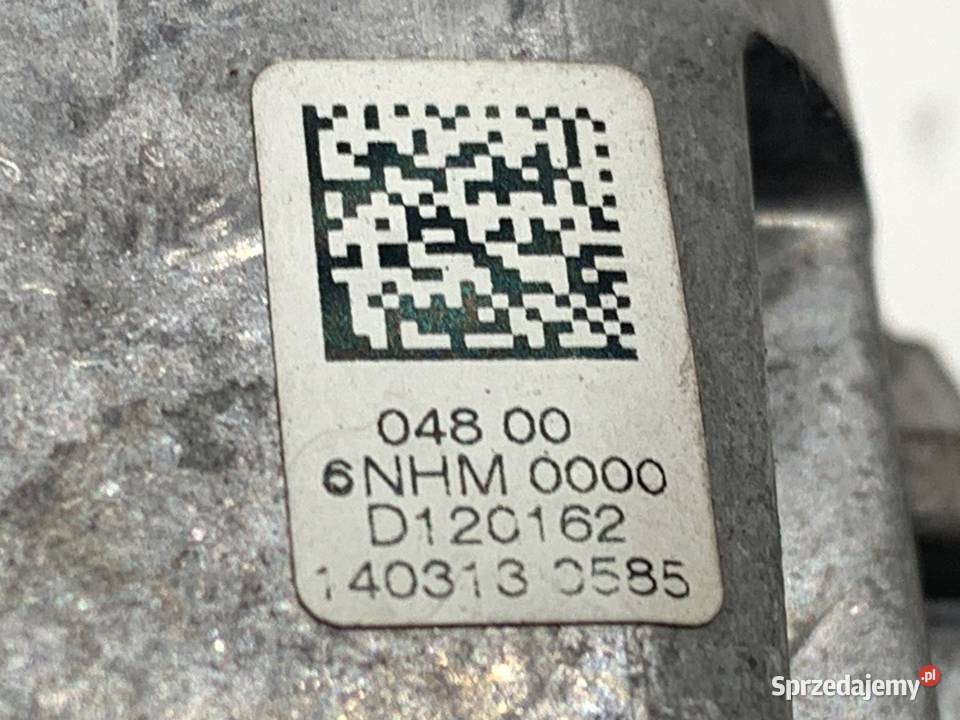 048 00
6NHM 0000
D120162
140313 0585
Sprzedajemy.pl